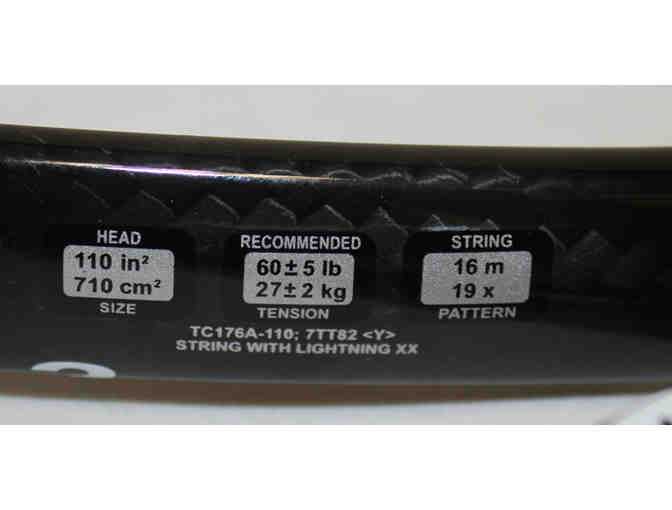 HEAD
110 in²
710 cm²
SIZE
RECOMMENDED
60 ± 5 lb
27 ± 2 kg
TENSION
STRING
16 m
19 x
PATTERN
TC176A-110; 7TT82 <Y>
STRING WITH LIGHTNING XX